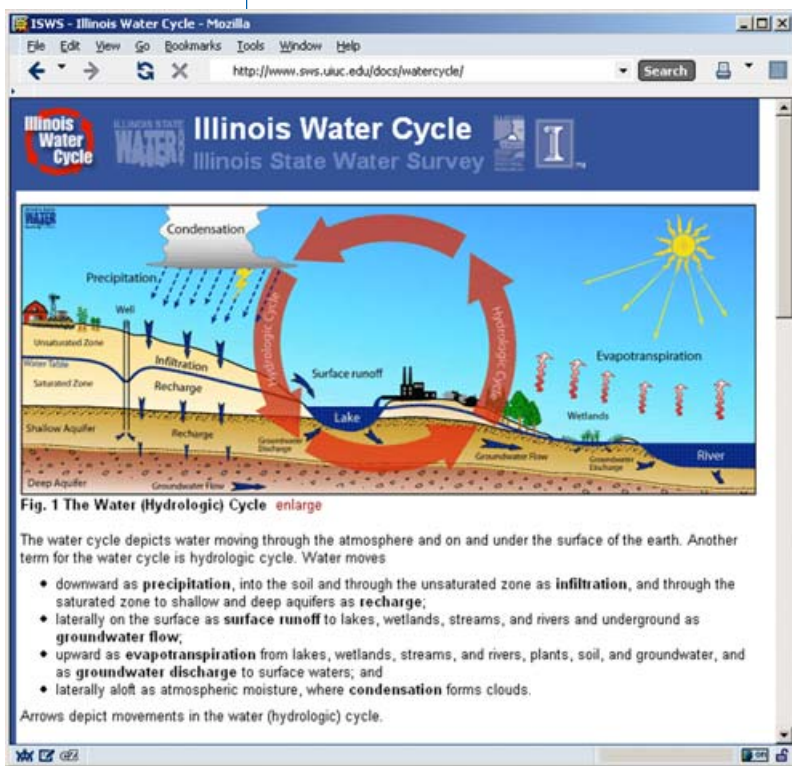 ISWS - Illinois Water Cycle - Mozilla
File Edit View Go Bookmarks Tools Window Help
http://www.sws.uiuc.edu/docs/watercycle/ Search
Illinois
Water
Cycle
ILLINOIS STATE
WATER
Illinois Water Cycle
Illinois State Water Survey
I
WATER
Condensation
Precipitation
Well
Unsaturated Zone
Water Table
Saturated Zone
Infiltration
Recharge
Shallow Aquifer
Recharge
Deep Aquifer
Groundwater Flow
Hydrologic Cycle
Surface runoff
Lake
Groundwater
Discharge
Hydrologic Cycle
Evapotranspiration
Wetlands
Groundwater Flow
Groundwater
Discharge
River
Fig. 1 The Water (Hydrologic) Cycle enlarge
The water cycle depicts water moving through the atmosphere and on and under the surface of the earth. Another
term for the water cycle is hydrologic cycle. Water moves
• downward as precipitation, into the soil and through the unsaturated zone as infiltration, and through the
saturated zone to shallow and deep aquifers as recharge;
• laterally on the surface as surface runoff to lakes, wetlands, streams, and rivers and underground as
groundwater flow;
• upward as evapotranspiration from lakes, wetlands, streams, and rivers, plants, soil, and groundwater, and
as groundwater discharge to surface waters; and
• laterally aloft as atmospheric moisture, where condensation forms clouds.
Arrows depict movements in the water (hydrologic) cycle.